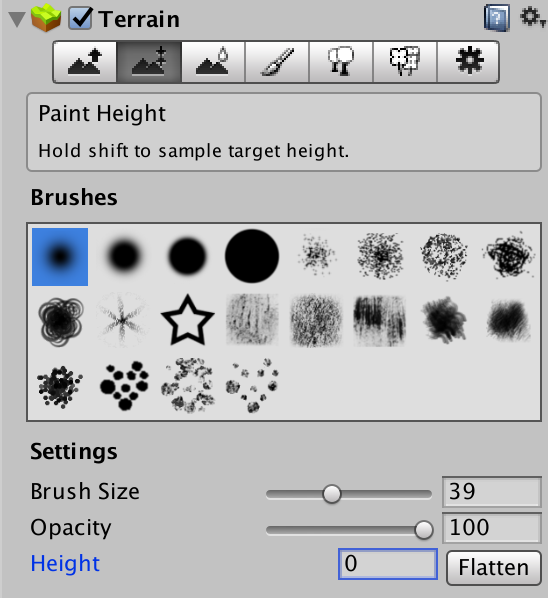 Terrain
Paint Height
Hold shift to sample target height.
Brushes
Settings
Brush Size 39
Opacity 100
Height 0 Flatten